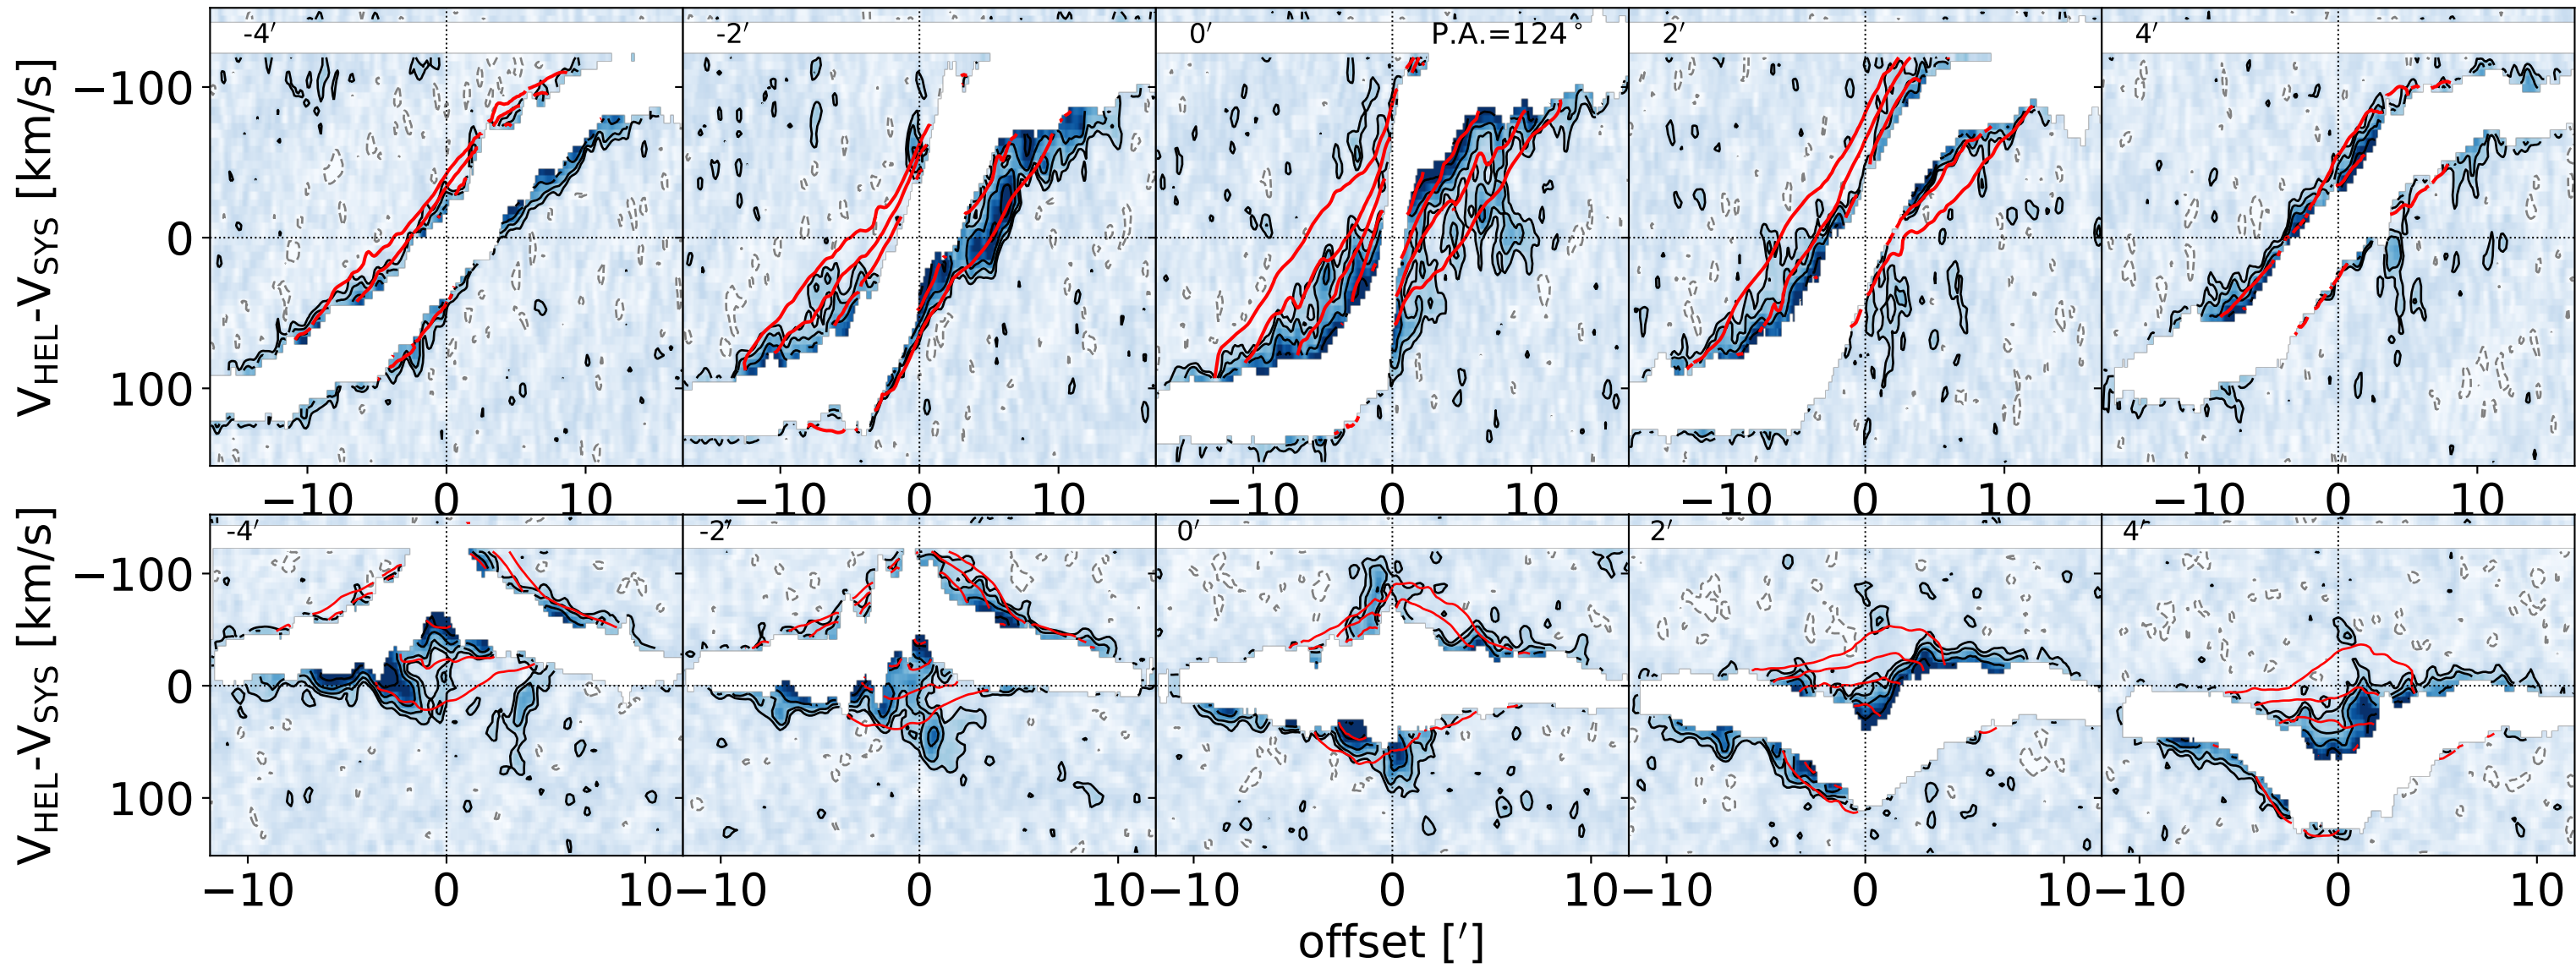 -4′ -2′ 0′ P.A.=124° 2′ 4′
V_HEL-V_SYS [km/s]
−100
0
100
−10 0 10 −10 0 10 −10 0 10 −10 0 10 −10 0 10
-4′ -2′ 0′ 2′ 4′
V_HEL-V_SYS [km/s]
−100
0
100
−10 0 10 −10 0 10 −10 0 10 −10 0 10 −10 0 10
offset [′]